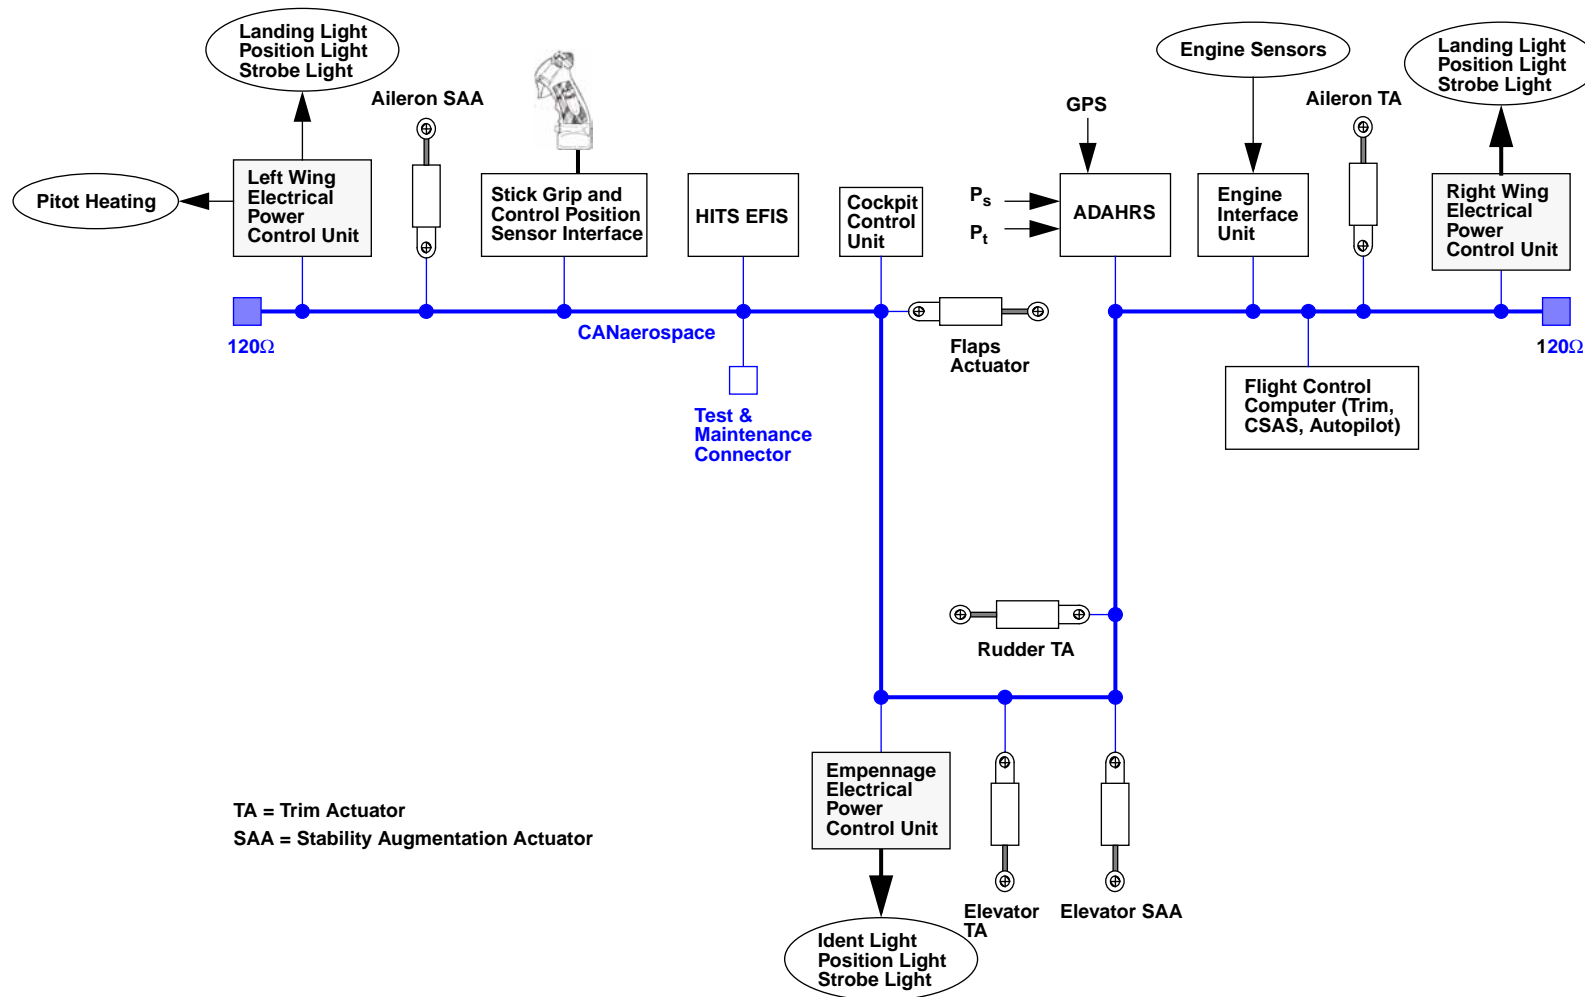 Landing Light
Position Light
Strobe Light
Aileron SAA
Engine Sensors
Landing Light
Position Light
Strobe Light
Aileron TA
GPS
Pitot Heating
Left Wing
Electrical
Power
Control Unit
Stick Grip and
Control Position
Sensor Interface
HITS EFIS
Cockpit
Control
Unit
Ps
Pt
ADAHRS
Engine
Interface
Unit
Right Wing
Electrical
Power
Control Unit
120Ω
CANaerospace
Flaps
Actuator
120Ω
Test &
Maintenance
Connector
Flight Control
Computer (Trim,
CSAS, Autopilot)
Rudder TA
Empennage
Electrical
Power
Control Unit
TA = Trim Actuator
SAA = Stability Augmentation Actuator
Elevator
TA
Elevator SAA
Ident Light
Position Light
Strobe Light